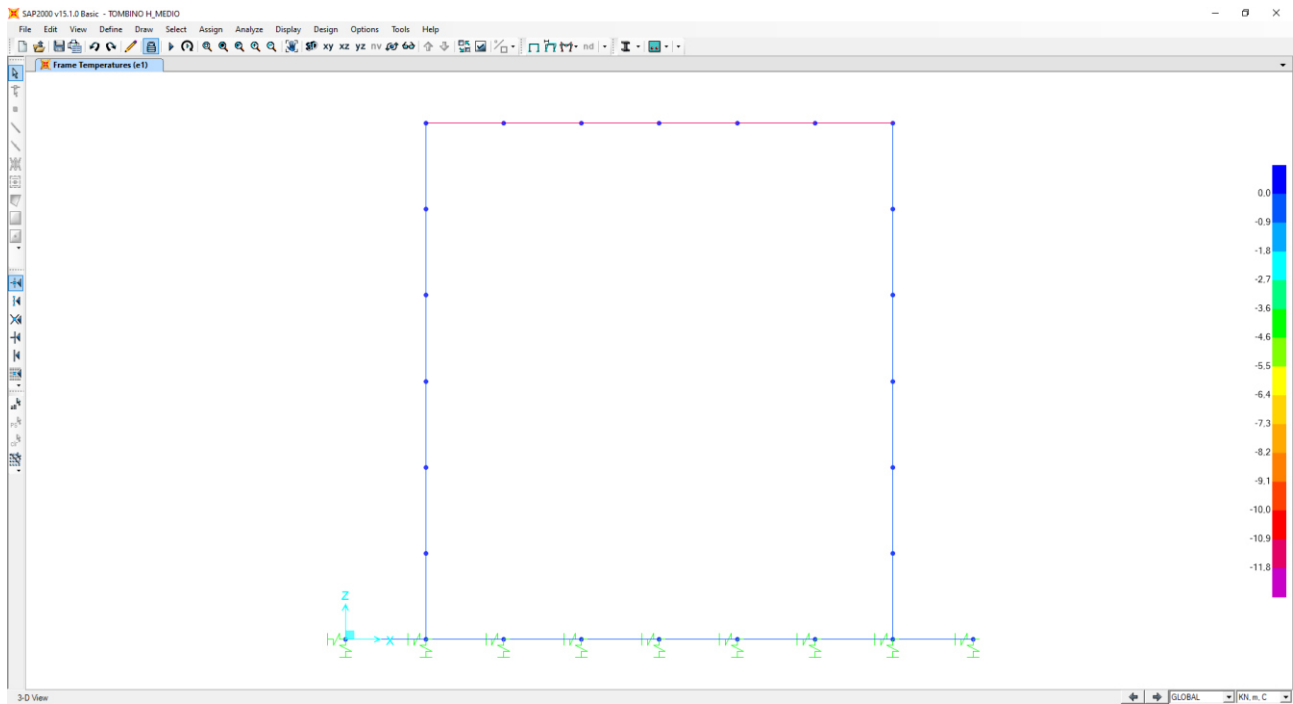 SAP2000 v15.1.0 Basic - TOMBINO H_MEDIO
File Edit View Define Draw Select Assign Analyze Display Design Options Tools Help
xy xz yz nv nd
Frame Temperatures (e1)
0.0
-0.9
-1.8
-2.7
-3.6
-4.6
-5.5
-6.4
-7.3
-8.2
-9.1
-10.0
-10.9
-11.8
Z
X
3-D View GLOBAL KN, m, C